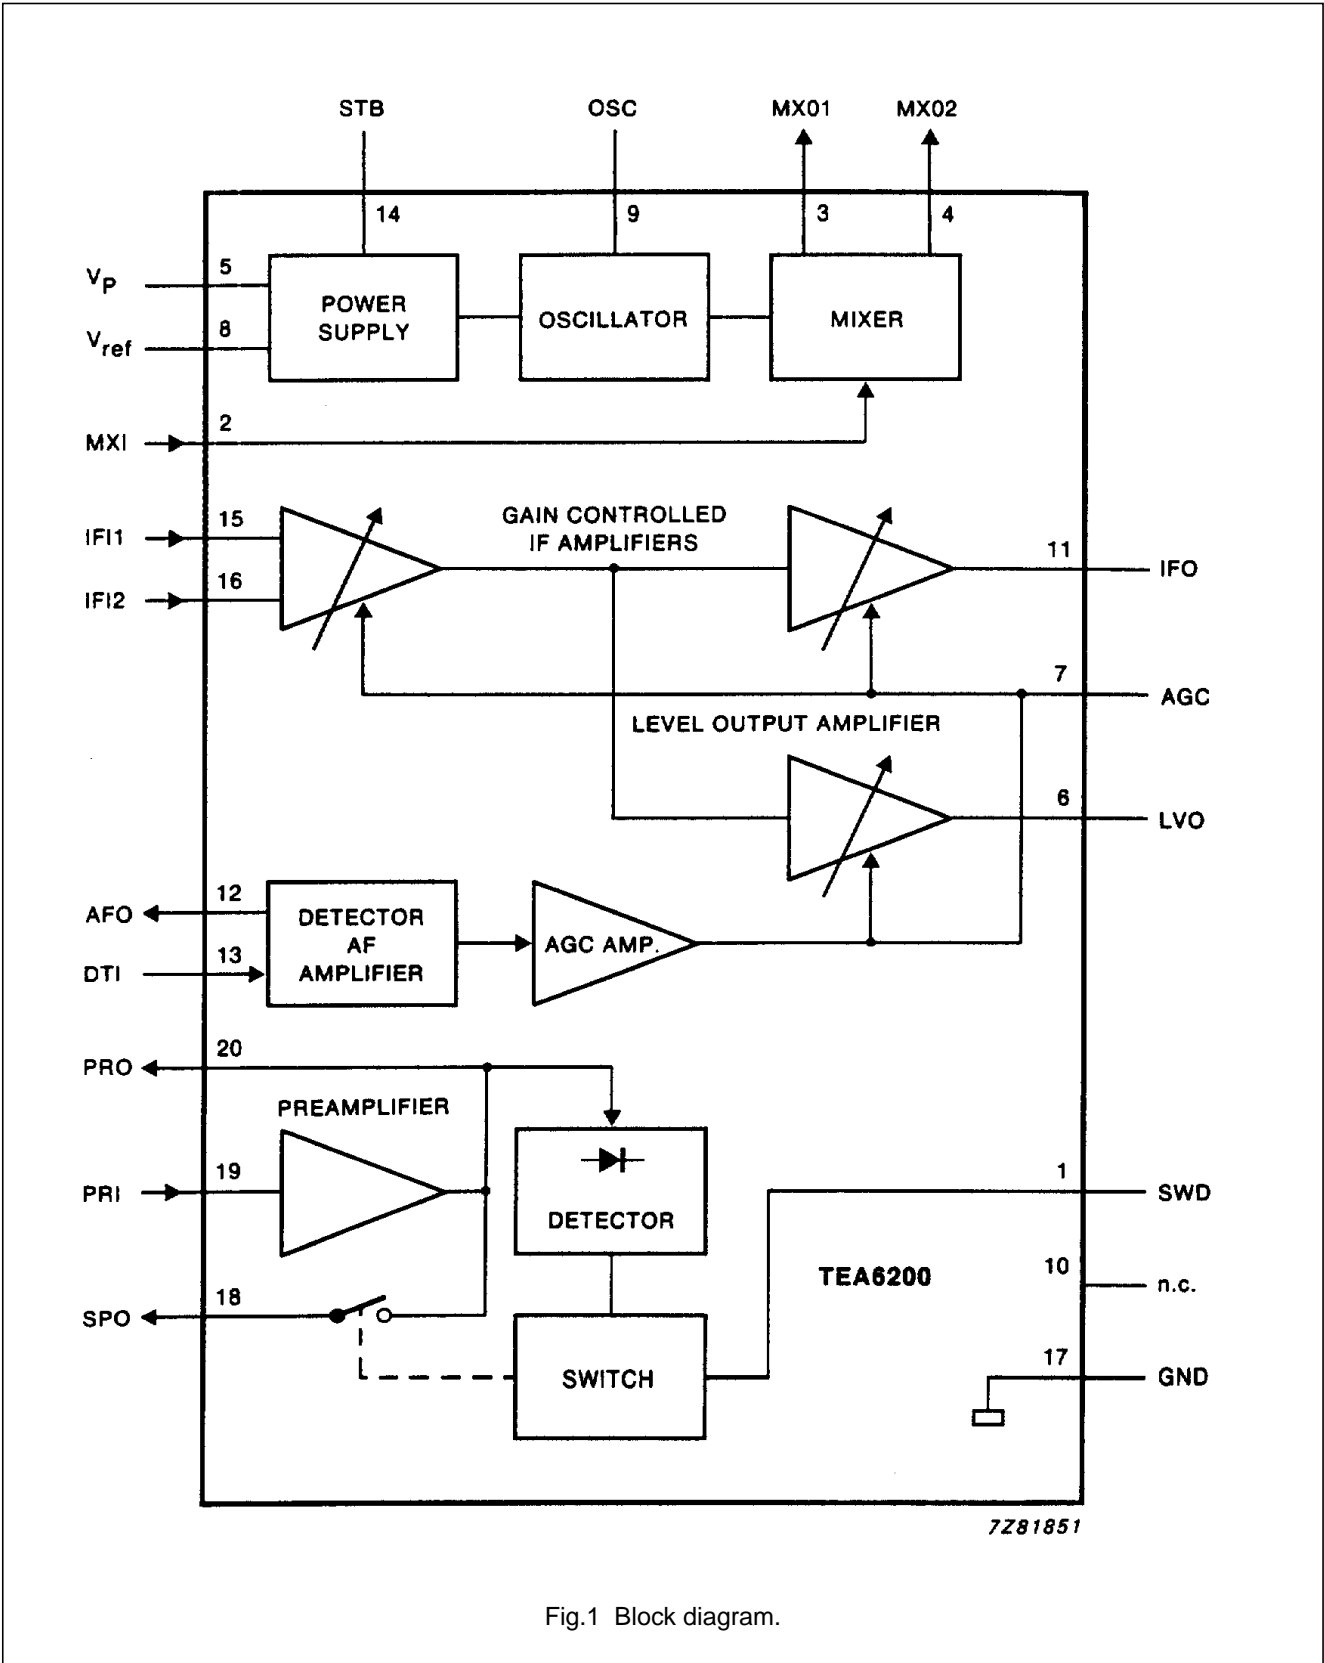 STB OSC MX01 MX02
14 9 3 4
VP 5
POWER
SUPPLY
OSCILLATOR
MIXER
Vref 8
MXI 2
GAIN CONTROLLED
IF AMPLIFIERS
IFI1 15
IFI2 16
11 IFO
7 AGC
LEVEL OUTPUT AMPLIFIER
6 LVO
AFO 12
DTI 13
DETECTOR
AF
AMPLIFIER
AGC AMP.
PRO 20
PREAMPLIFIER
PRI 19
DETECTOR
1 SWD
TEA6200
10 n.c.
SPO 18
SWITCH
17 GND
7Z81851
Fig.1 Block diagram.